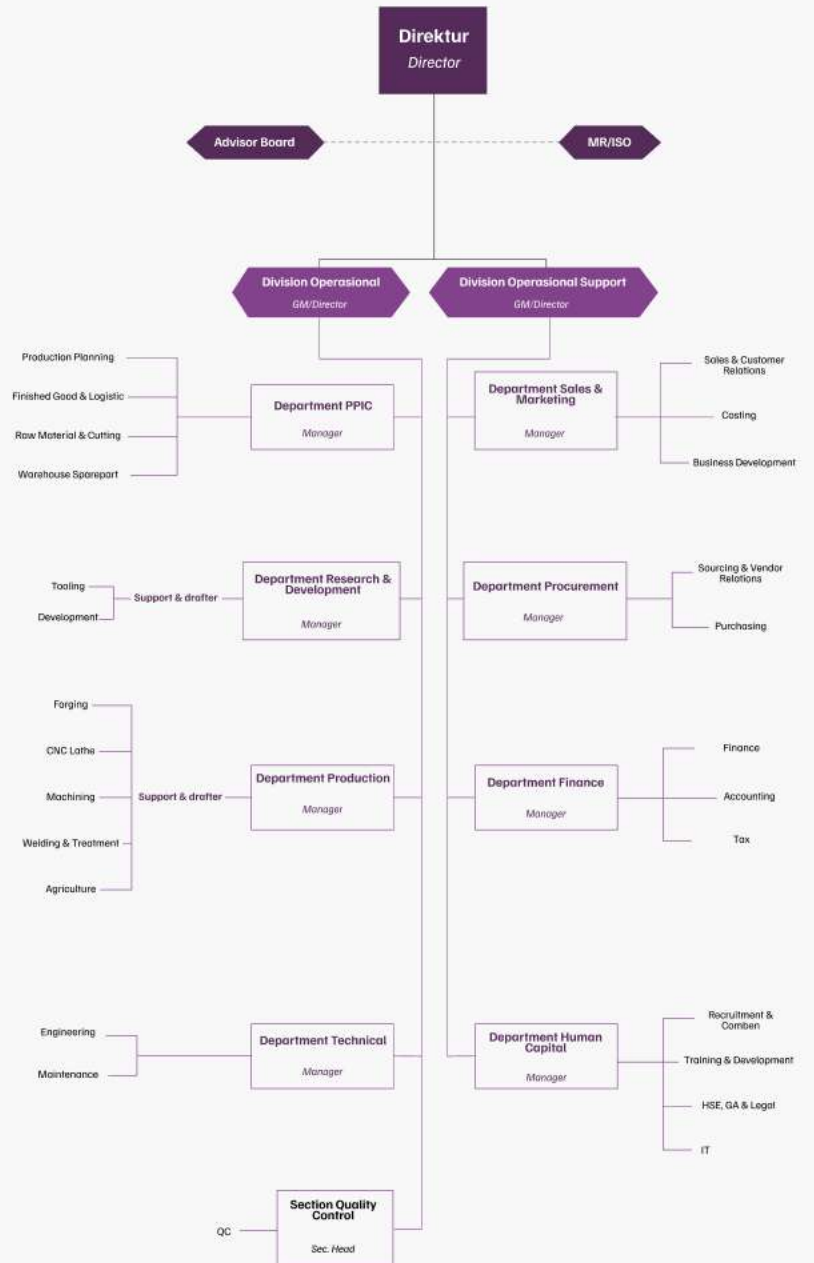 Direktur
Director
Advisor Board
MR/ISO
Division Operasional
GM/Director
Division Operasional Support
GM/Director
Production Planning
Finished Good & Logistic
Raw Material & Cutting
Warehouse Sparepart
Department PPIC
Manager
Department Sales &
Marketing
Manager
Sales & Customer
Relations
Costing
Business Development
Tooling
Development
Support & drafter
Department Research &
Development
Manager
Department Procurement
Manager
Sourcing & Vendor
Relations
Purchasing
Forging
CNC Lathe
Machining
Welding & Treatment
Agriculture
Support & drafter
Department Production
Manager
Department Finance
Manager
Finance
Accounting
Tax
Engineering
Maintenance
Department Technical
Manager
Department Human
Capital
Manager
Recruitment &
Comben
Training & Development
HSE, GA & Legal
IT
QC
Section Quality
Control
Sec. Head